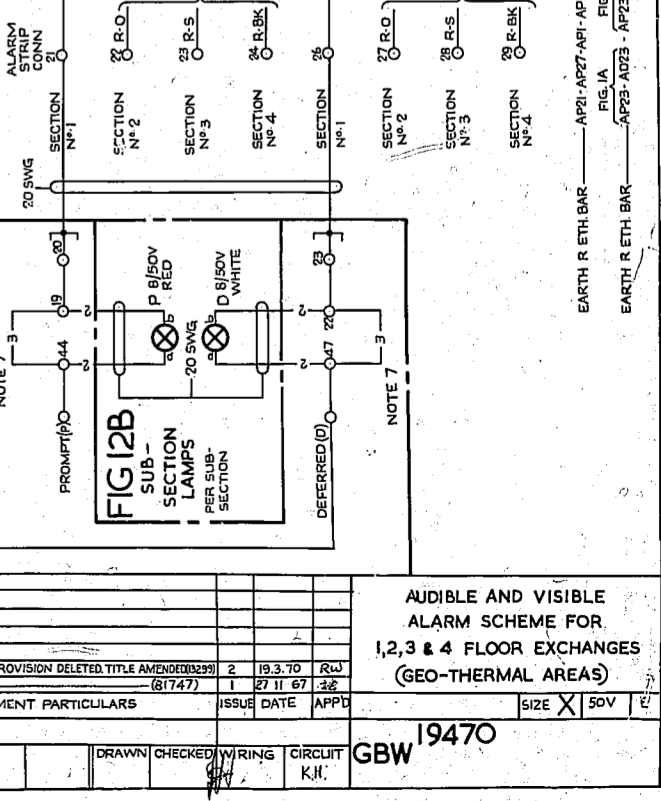 ALARM
STRIP
CONN
21
22 R-O
23 R-S
24 R-BK
26
27 R-O
28 R-S
29 R-BK
SECTION
Nº·1
SECTION
Nº·2
SECTION
Nº·3
SECTION
Nº·4
SECTION
Nº·1
SECTION
Nº·2
SECTION
Nº·3
SECTION
Nº·4
20 SWG
EARTH R ETH. BAR AP21-AP27-AP1-AP
FIG.1A
EARTH R ETH. BAR AP23-AD23-AP23
20
19
44
3
2
2
NOTE 7
PROMPT(P)
P 8/50V
RED
a b
D 8/50V
WHITE
a b
20 SWG
FIG 12B
SUB-
SECTION
LAMPS
PER SUB-
SECTION
23
22
47
2
2
3
DEFERRED (D)
NOTE 7
ROVISION DELETED. TITLE AMENDED(13299) 2 19.3.70 RW
(81747) 1 27 11 67
MENT PARTICULARS ISSUE DATE APP'D
DRAWN CHECKED WIRING CIRCUIT
K.H.
AUDIBLE AND VISIBLE
ALARM SCHEME FOR
1,2,3 & 4 FLOOR EXCHANGES
(GEO-THERMAL AREAS)
SIZE X 50V
GBW 19470